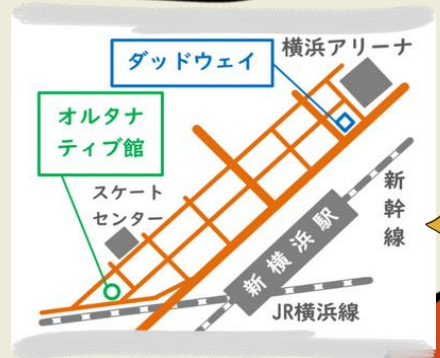 横浜アリーナ
ダッドウェイ
オルタナ
ティブ館
スケート
センター
新幹線
新横浜駅
JR横浜線